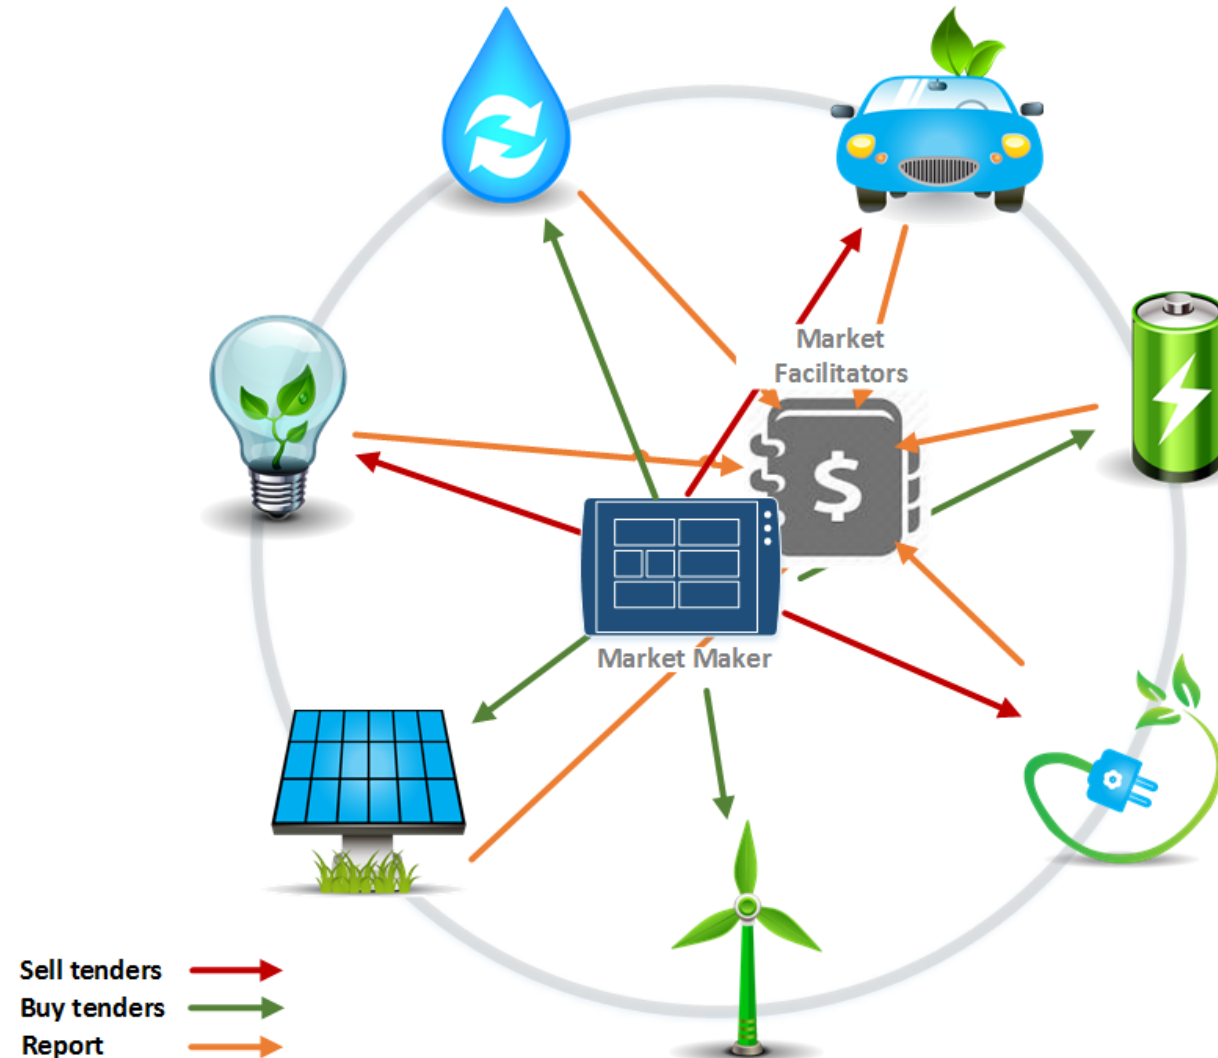 Market
Facilitators
$
Market Maker
Sell tenders
Buy tenders
Report